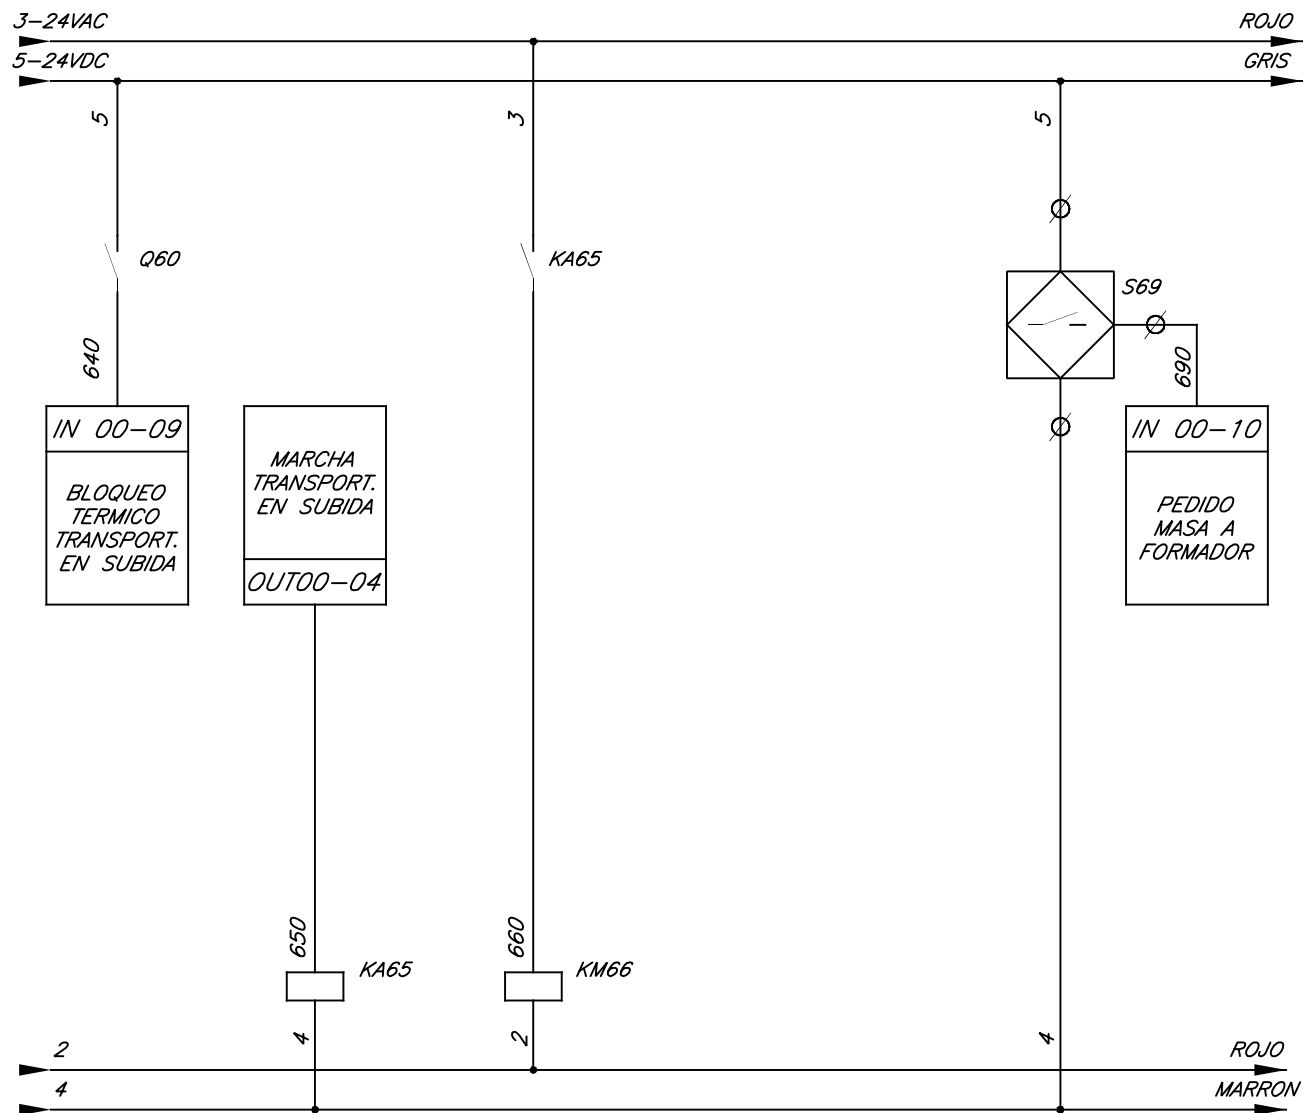 3-24VAC
ROJO
5-24VDC
GRIS
5
3
5
Q60
KA65
S69
640
690
IN 00-09
BLOQUEO
TERMICO
TRANSPORT.
EN SUBIDA
MARCHA
TRANSPORT.
EN SUBIDA
OUT00-04
IN 00-10
PEDIDO
MASA A
FORMADOR
650
KA65
660
KM66
4
2
4
2
ROJO
4
MARRON